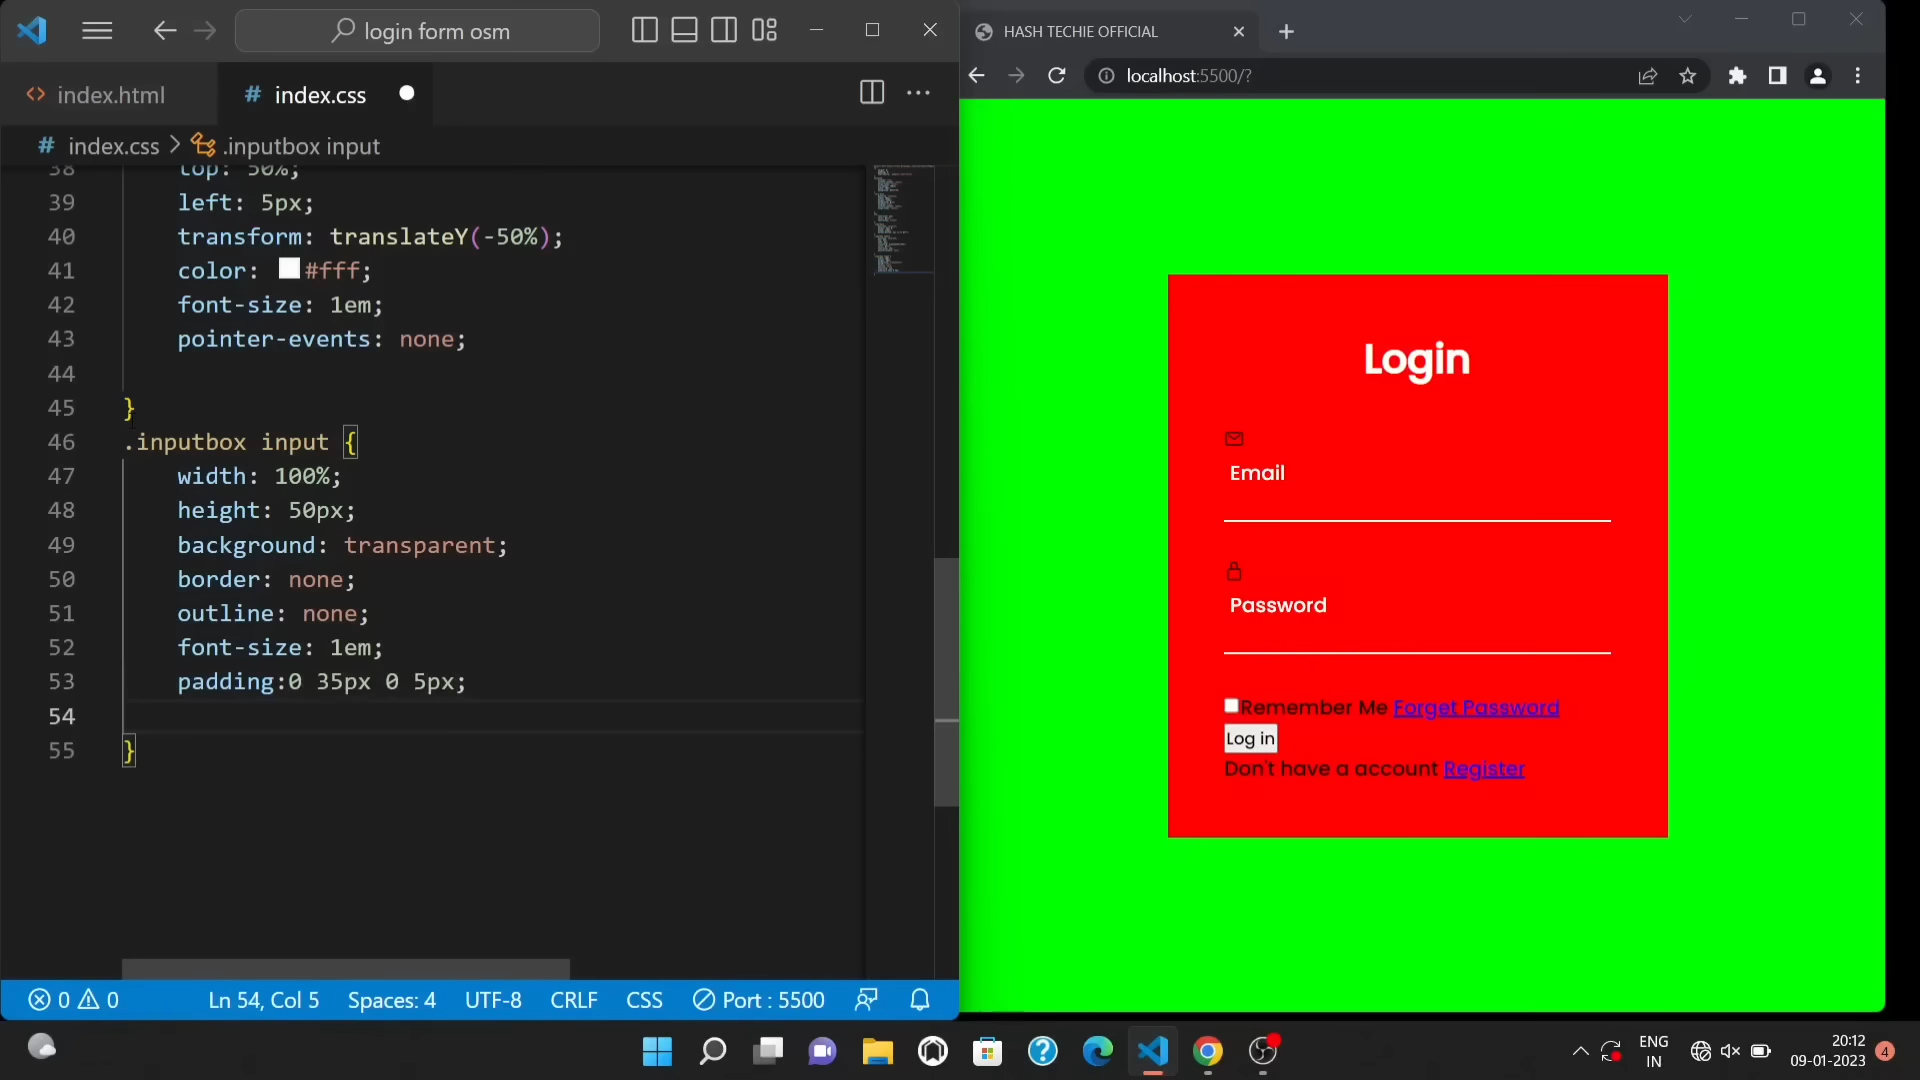 login form osm
index.html
# index.css
# index.css > .inputbox input
38 top: 50%;
39 left: 5px;
40 transform: translateY(-50%);
41 color: #fff;
42 font-size: 1em;
43 pointer-events: none;
44
45 }
46 .inputbox input {
47 width: 100%;
48 height: 50px;
49 background: transparent;
50 border: none;
51 outline: none;
52 font-size: 1em;
53 padding:0 35px 0 5px;
54
55 }
0 0 Ln 54, Col 5 Spaces: 4 UTF-8 CRLF CSS Port : 5500
HASH TECHIE OFFICIAL
localhost:5500/?
Login
Email
Password
Remember Me Forget Password
Log in
Don't have a account Register
ENG
IN
20:12
09-01-2023
4